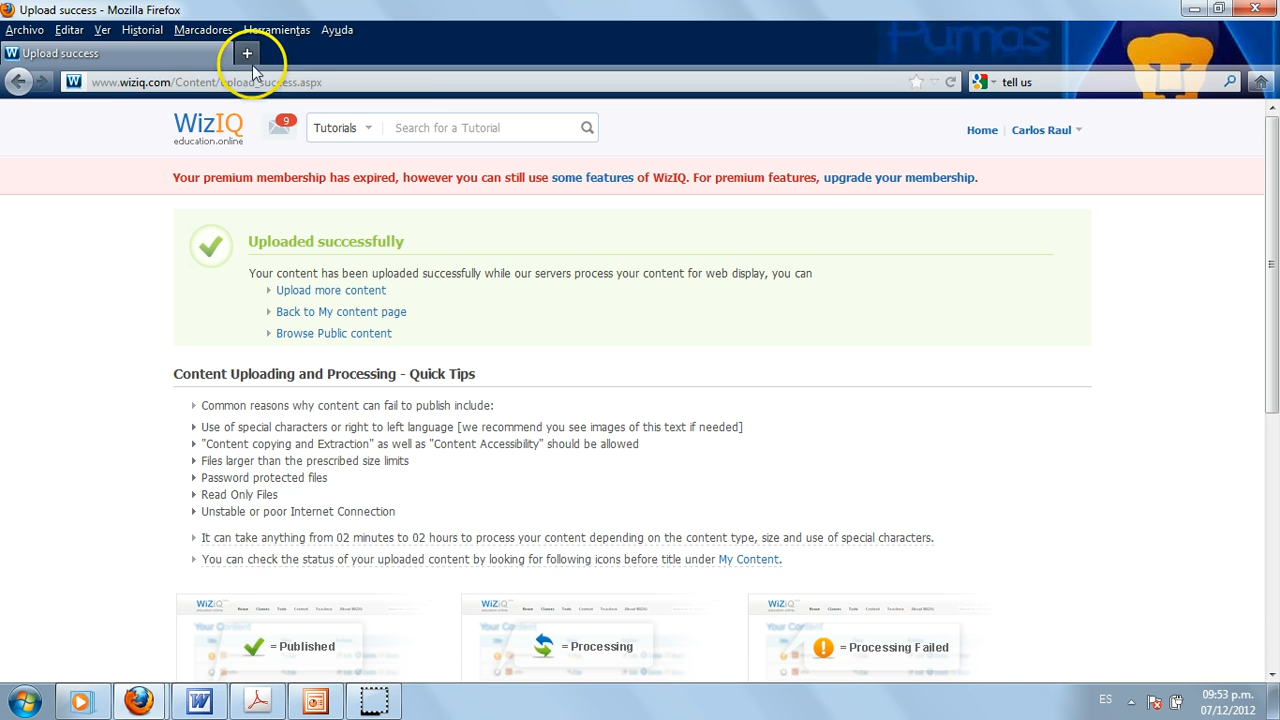 Upload success - Mozilla Firefox
Archivo Editar Ver Historial Marcadores Herramientas Ayuda
Pumas
Upload success +
www.wiziq.com/Content/upload_success.aspx tell us
WizIQ
education.online
9
Tutorials Search for a Tutorial
Home Carlos Raul
Your premium membership has expired, however you can still use some features of WizIQ. For premium features, upgrade your membership.
Uploaded successfully
Your content has been uploaded successfully while our servers process your content for web display, you can
Upload more content
Back to My content page
Browse Public content
Content Uploading and Processing - Quick Tips
Common reasons why content can fail to publish include:
Use of special characters or right to left language [we recommend you see images of this text if needed]
"Content copying and Extraction" as well as "Content Accessibility" should be allowed
Files larger than the prescribed size limits
Password protected files
Read Only Files
Unstable or poor Internet Connection
It can take anything from 02 minutes to 02 hours to process your content depending on the content type, size and use of special characters.
You can check the status of your uploaded content by looking for following icons before title under My Content.
WiZiQ WiZiQ WiZiQ
Your Content Your Content Your Content
= Published = Processing = Processing Failed
ES 09:53 p.m.
07/12/2012